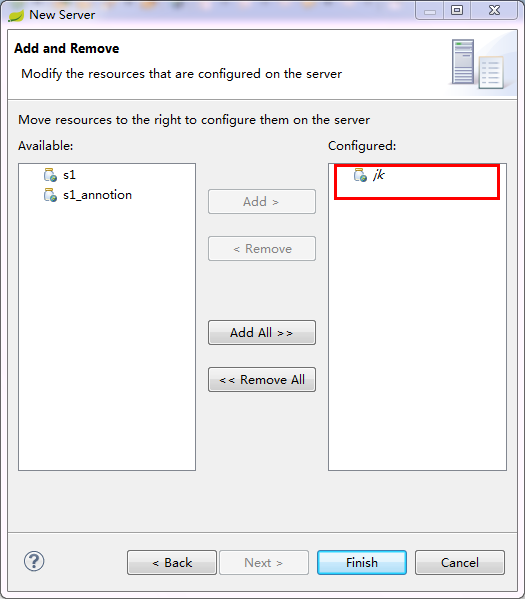 New Server
Add and Remove
Modify the resources that are configured on the server
Move resources to the right to configure them on the server
Available:
Configured:
s1
s1_annotion
jk
Add >
< Remove
Add All >>
<< Remove All
?
< Back
Next >
Finish
Cancel